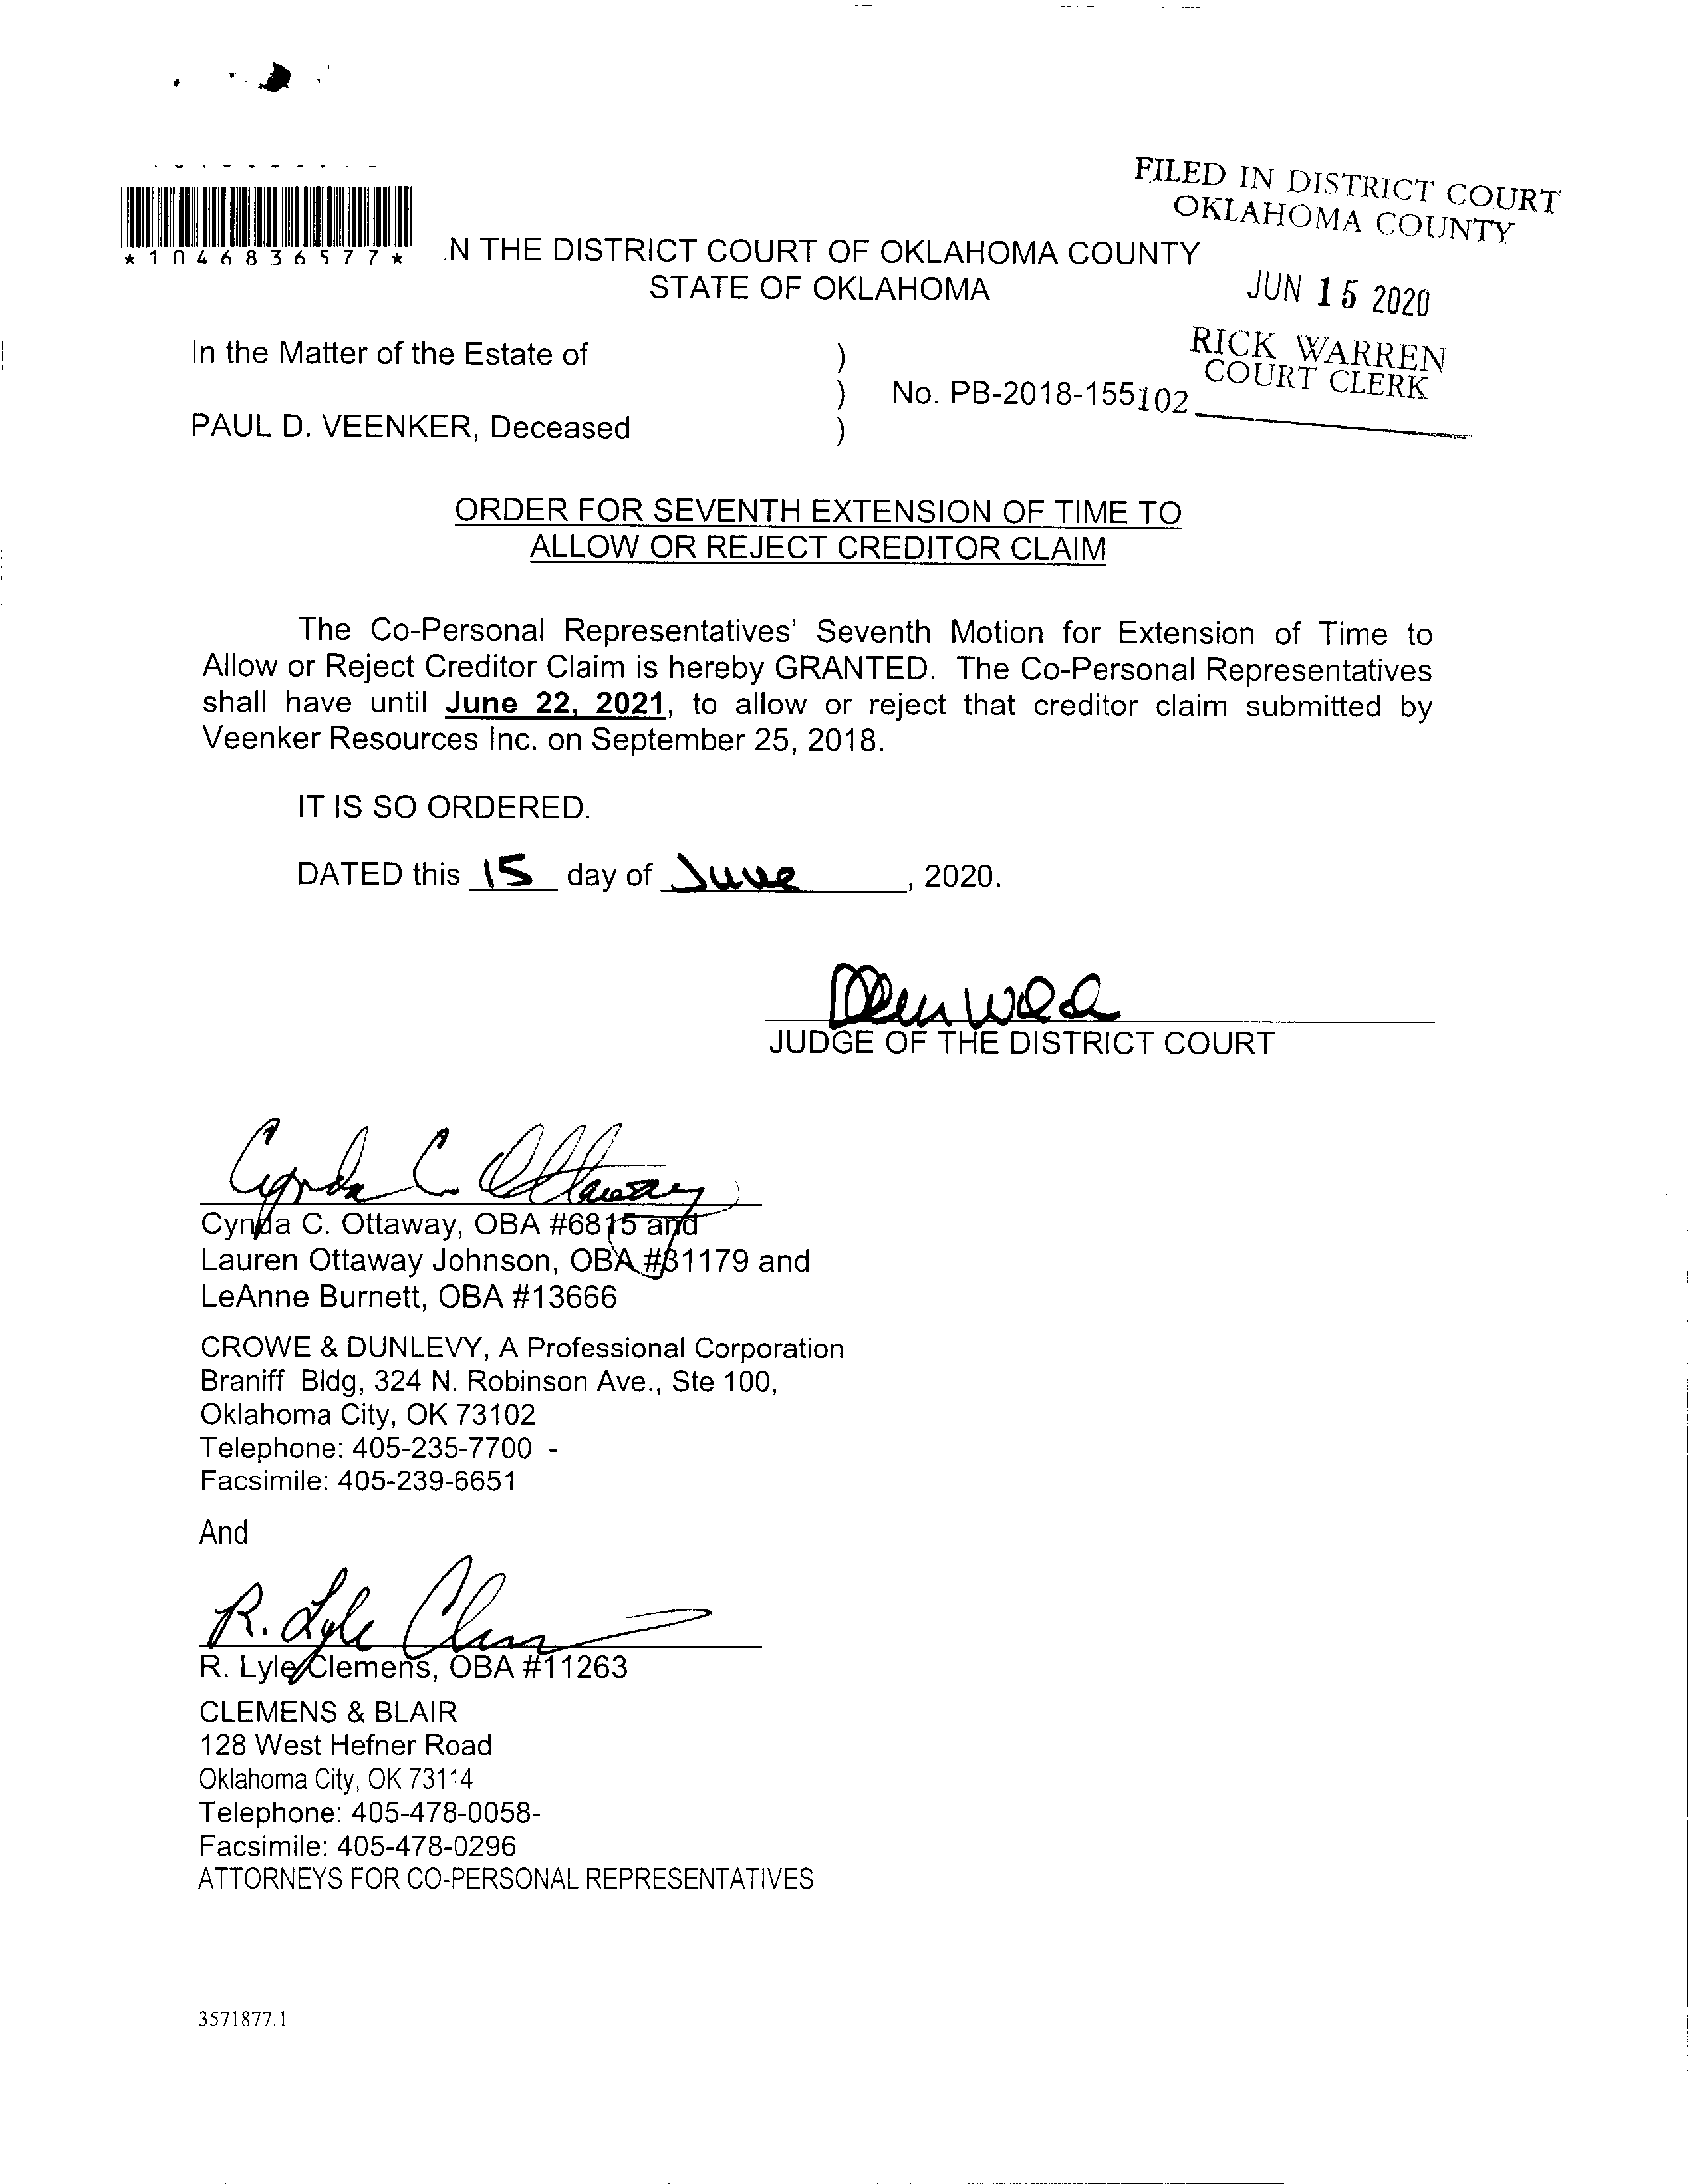 FILED IN DISTRICT COURT
OKLAHOMA COUNTY
*1046836577*
.N THE DISTRICT COURT OF OKLAHOMA COUNTY
STATE OF OKLAHOMA
JUN 15 2020
RICK WARREN
COURT CLERK
102
In the Matter of the Estate of )
) No. PB-2018-155
PAUL D. VEENKER, Deceased )
ORDER FOR SEVENTH EXTENSION OF TIME TO
ALLOW OR REJECT CREDITOR CLAIM
The Co-Personal Representatives' Seventh Motion for Extension of Time to
Allow or Reject Creditor Claim is hereby GRANTED. The Co-Personal Representatives
shall have until June 22, 2021, to allow or reject that creditor claim submitted by
Veenker Resources Inc. on September 25, 2018.
IT IS SO ORDERED.
DATED this 15 day of June, 2020.
JUDGE OF THE DISTRICT COURT
Cynda C. Ottaway
Cynda C. Ottaway, OBA #6815 and
Lauren Ottaway Johnson, OBA #31179 and
LeAnne Burnett, OBA #13666
CROWE & DUNLEVY, A Professional Corporation
Braniff Bldg, 324 N. Robinson Ave., Ste 100,
Oklahoma City, OK 73102
Telephone: 405-235-7700 -
Facsimile: 405-239-6651
And
R. Lyle Clemens
R. Lyle Clemens, OBA #11263
CLEMENS & BLAIR
128 West Hefner Road
Oklahoma City, OK 73114
Telephone: 405-478-0058-
Facsimile: 405-478-0296
ATTORNEYS FOR CO-PERSONAL REPRESENTATIVES
3571877.1